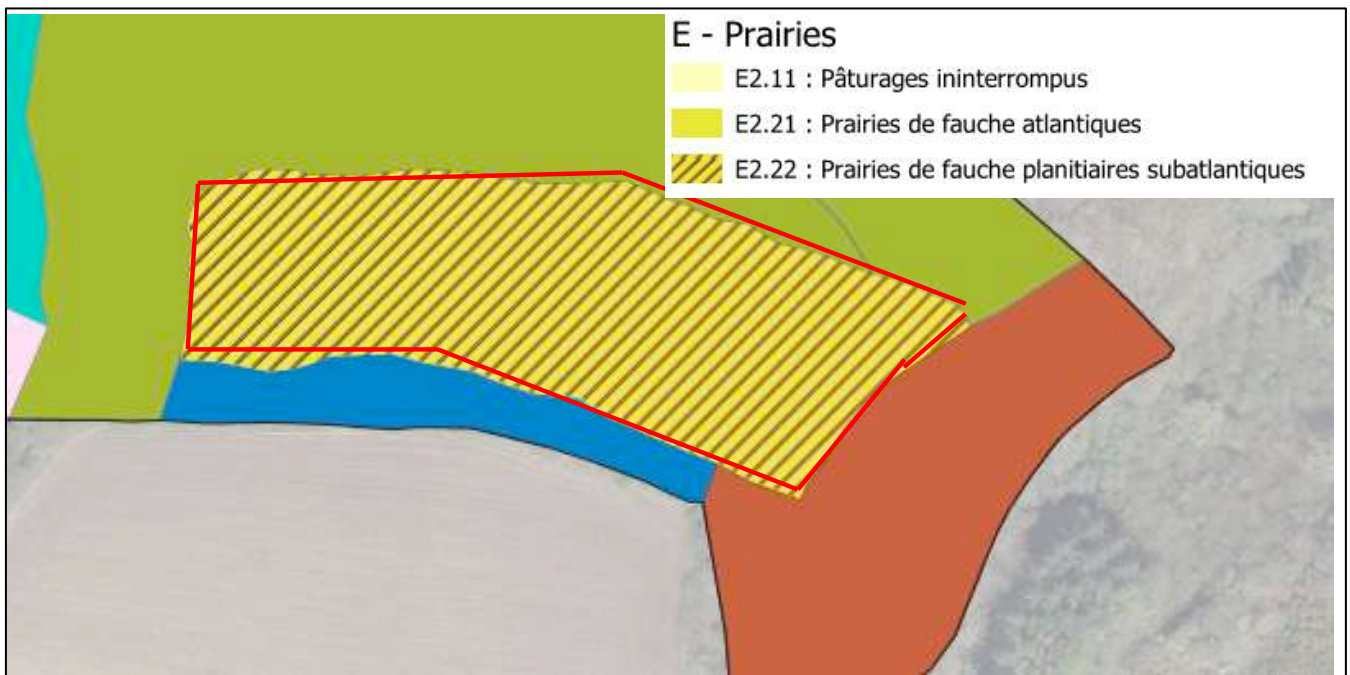 E - Prairies
E2.11 : Pâturages ininterrompus
E2.21 : Prairies de fauche atlantiques
E2.22 : Prairies de fauche planitiaires subatlantiques